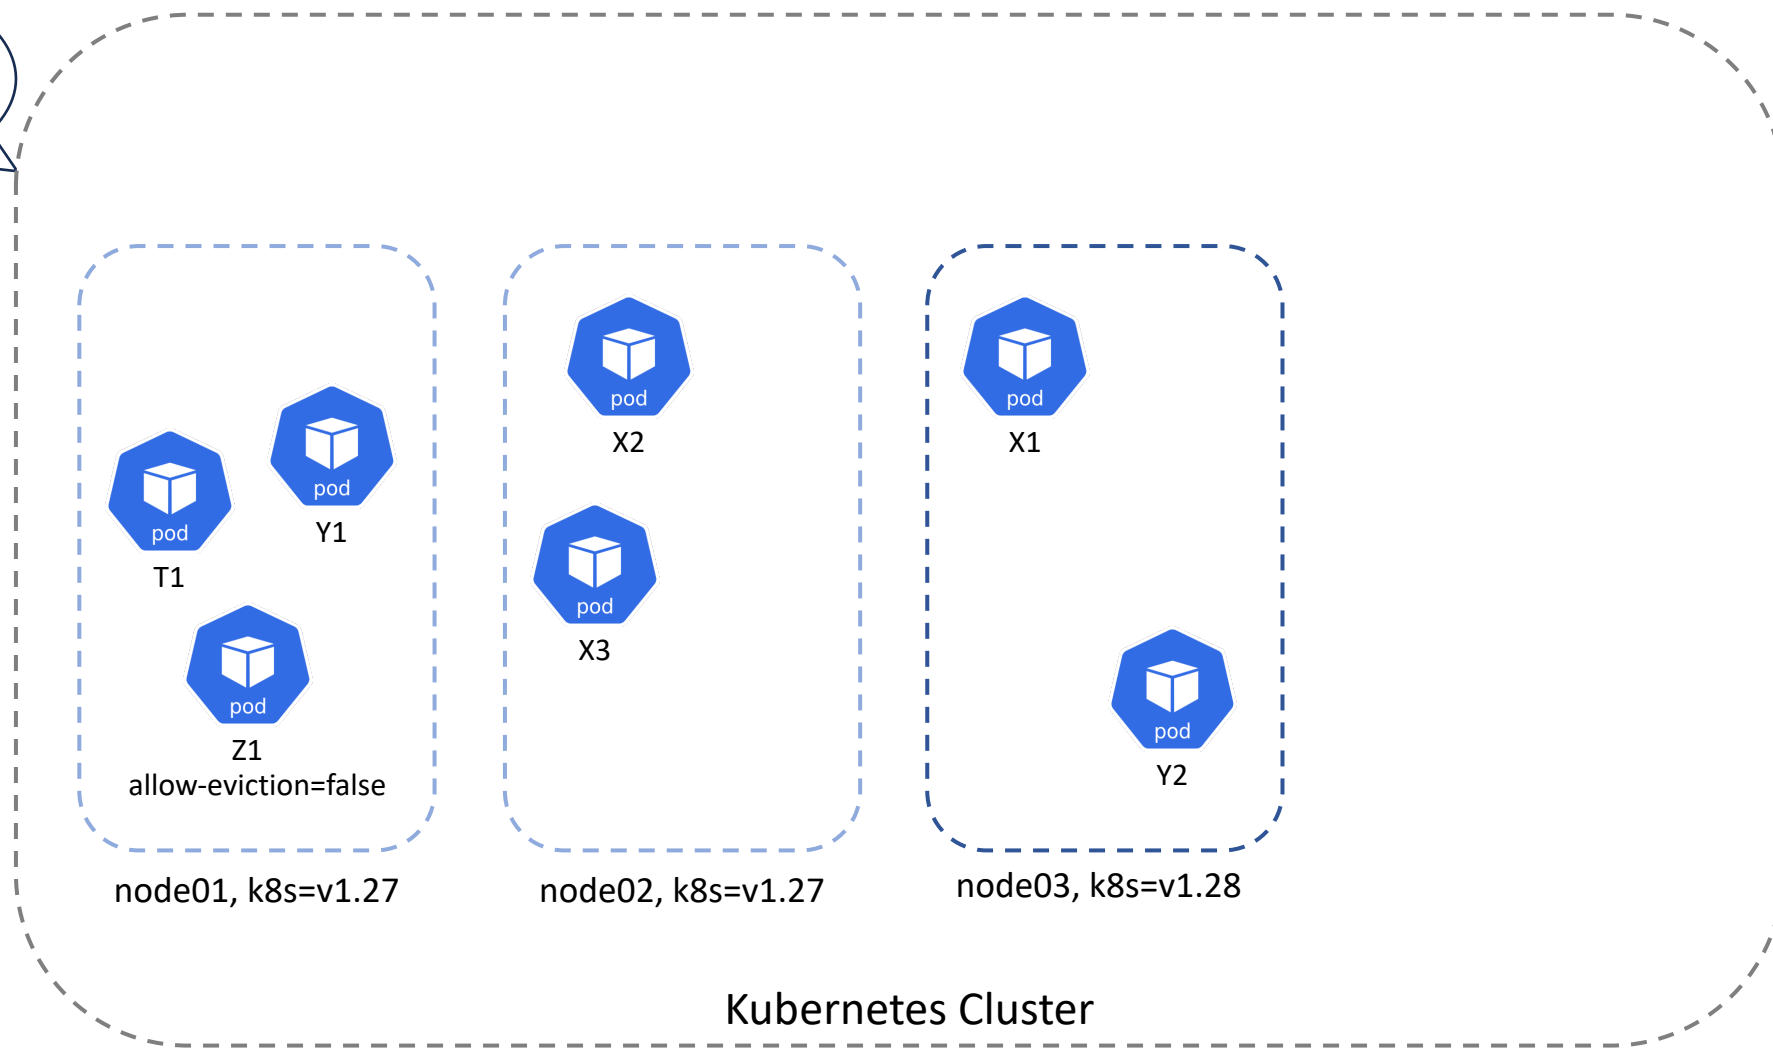 pod
Y1
pod
T1
pod
Z1
allow-eviction=false
node01, k8s=v1.27
pod
X2
pod
X3
node02, k8s=v1.27
pod
X1
pod
Y2
node03, k8s=v1.28
Kubernetes Cluster